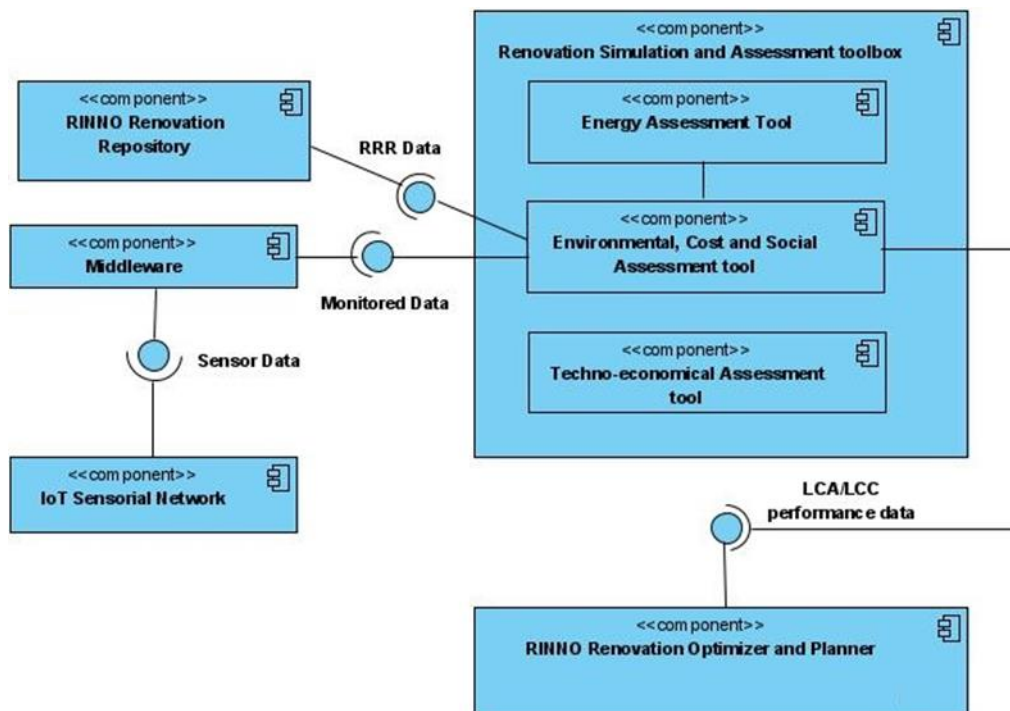 <<component>>
Renovation Simulation and Assessment toolbox
<<component>>
RINNO Renovation
Repository
<<component>>
Energy Assessment Tool
RRR Data
<<component>>
Middleware
<<component>>
Environmental, Cost and Social
Assessment tool
Monitored Data
Sensor Data
<<component>>
Techno-economical Assessment
tool
<<component>>
IoT Sensorial Network
LCA/LCC
performance data
<<component>>
RINNO Renovation Optimizer and Planner